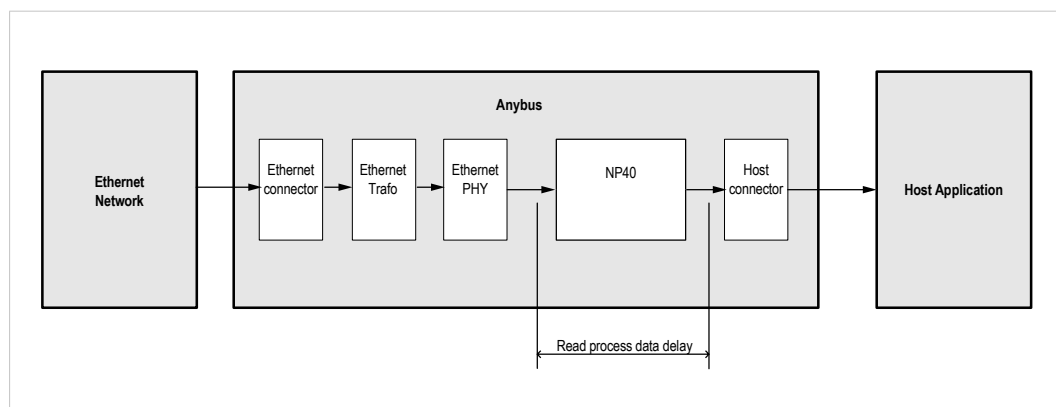 Anybus
Ethernet
Network
Ethernet
connector
Ethernet
Trafo
Ethernet
PHY
NP40
Host
connector
Host Application
Read process data delay